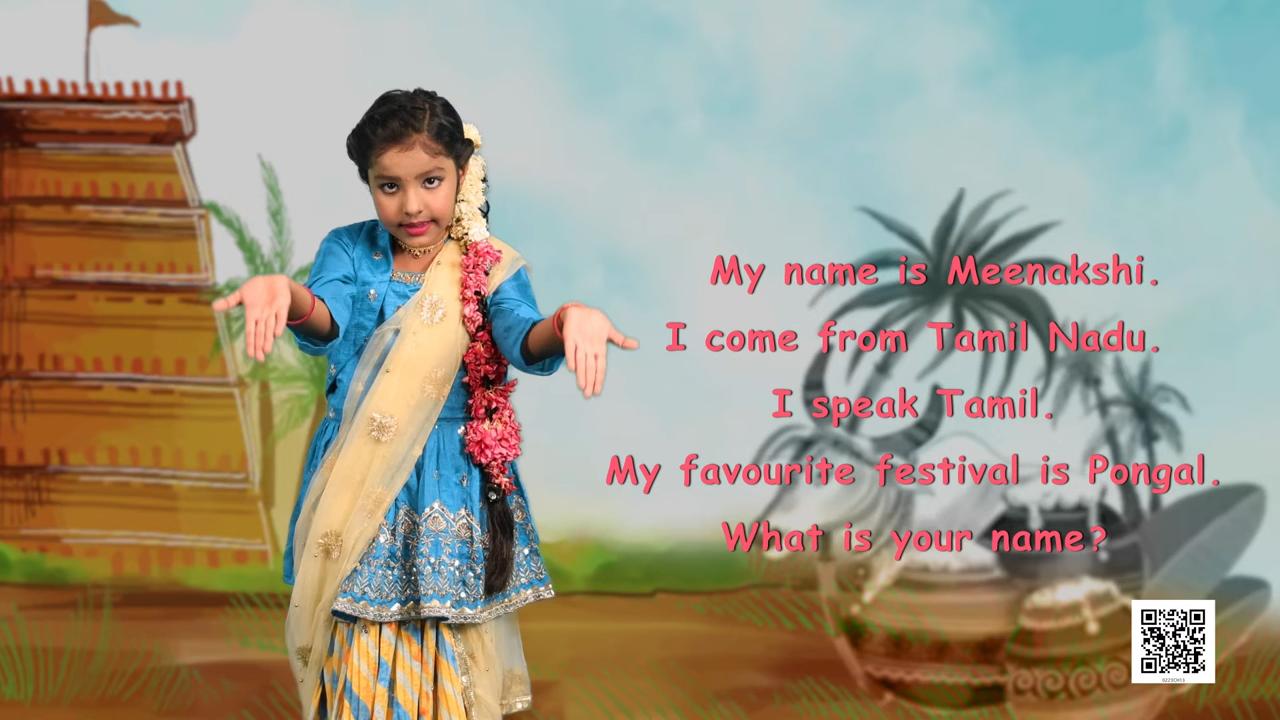 My name is Meenakshi.
I come from Tamil Nadu.
I speak Tamil.
My favourite festival is Pongal.
What is your name?